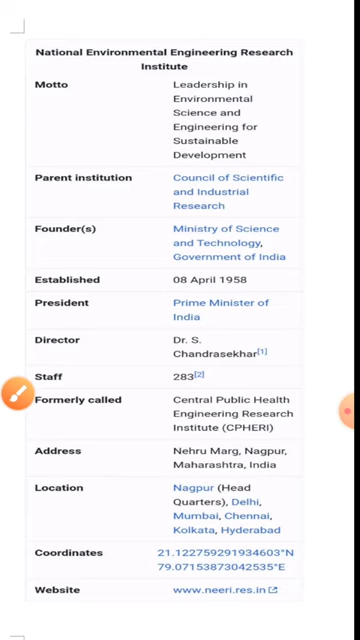 National Environmental Engineering Research
Institute
Motto Leadership in
Environmental
Science and
Engineering for
Sustainable
Development
Parent institution Council of Scientific
and Industrial
Research
Founder(s) Ministry of Science
and Technology,
Government of India
Established 08 April 1958
President Prime Minister of
India
Director Dr. S.
Chandrasekhar[1]
Staff 283[2]
Formerly called Central Public Health
Engineering Research
Institute (CPHERI)
Address Nehru Marg, Nagpur,
Maharashtra, India
Location Nagpur (Head
Quarters), Delhi,
Mumbai, Chennai,
Kolkata, Hyderabad
Coordinates 21.122759291934603°N
79.07153873042535°E
Website www.neeri.res.in